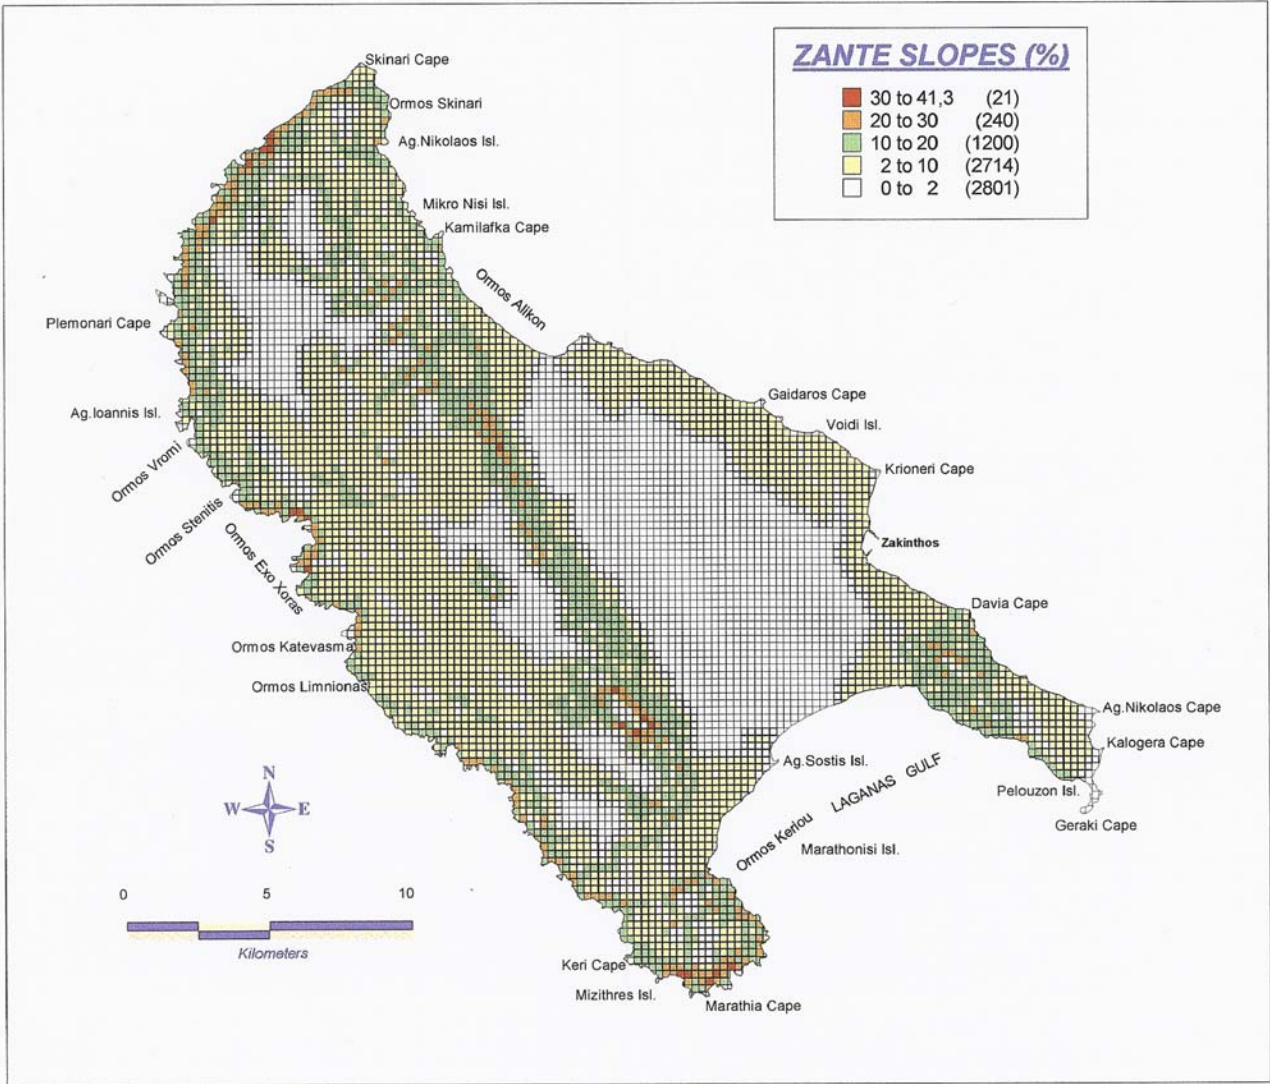 ZANTE SLOPES (%)
30 to 41,3 (21)
20 to 30 (240)
10 to 20 (1200)
2 to 10 (2714)
0 to 2 (2801)
Skinari Cape
Ormos Skinari
Ag.Nikolaos Isl.
Mikro Nisi Isl.
Kamilafka Cape
Ormos Alikon
Plemonari Cape
Gaidaros Cape
Ag.Ioannis Isl.
Voidi Isl.
Ormos Vromi
Krioneri Cape
Ormos Stenitis
Ormos Exo Xoras
Zakinthos
Davia Cape
Ormos Katevasma
Ormos Limnionas
Ag.Nikolaos Cape
Kalogera Cape
Ag.Sostis Isl.
Pelouzon Isl.
Geraki Cape
Ormos Keriou LAGANAS GULF
Marathonisi Isl.
N
W E
S
0 5 10
Kilometers
Keri Cape
Mizithres Isl.
Marathia Cape